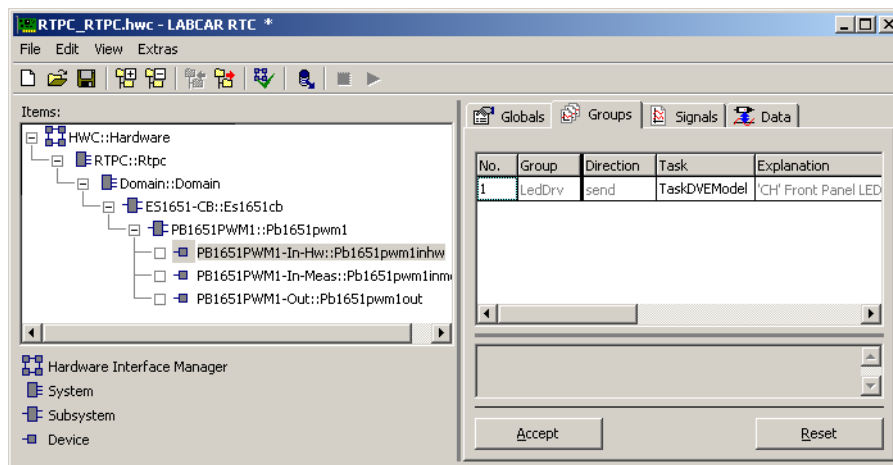 RTPC_RTPC.hwc - LABCAR RTC *
File Edit View Extras
Items:
HWC::Hardware
RTPC::Rtpc
Domain::Domain
ES1651-CB::Es1651cb
PB1651PWM1::Pb1651pwm1
PB1651PWM1-In-Hw::Pb1651pwm1inhw
PB1651PWM1-In-Meas::Pb1651pwm1inm
PB1651PWM1-Out::Pb1651pwm1out
Hardware Interface Manager
System
Subsystem
Device
Globals Groups Signals Data
No. Group Direction Task Explanation
1 LedDrv send TaskDVEModel 'CH' Front Panel LED
Accept Reset